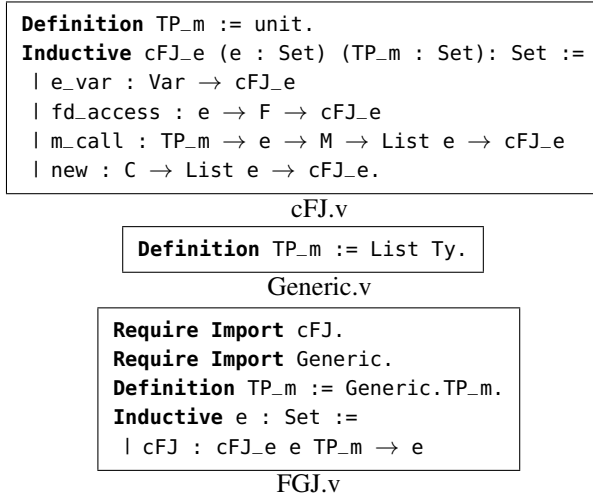 Definition TP_m := unit.
Inductive cFJ_e (e : Set) (TP_m : Set): Set :=
| e_var : Var → cFJ_e
| fd_access : e → F → cFJ_e
| m_call : TP_m → e → M → List e → cFJ_e
| new : C → List e → cFJ_e.
cFJ.v
Definition TP_m := List Ty.
Generic.v
Require Import cFJ.
Require Import Generic.
Definition TP_m := Generic.TP_m.
Inductive e : Set :=
| cFJ : cFJ_e e TP_m → e
FGJ.v